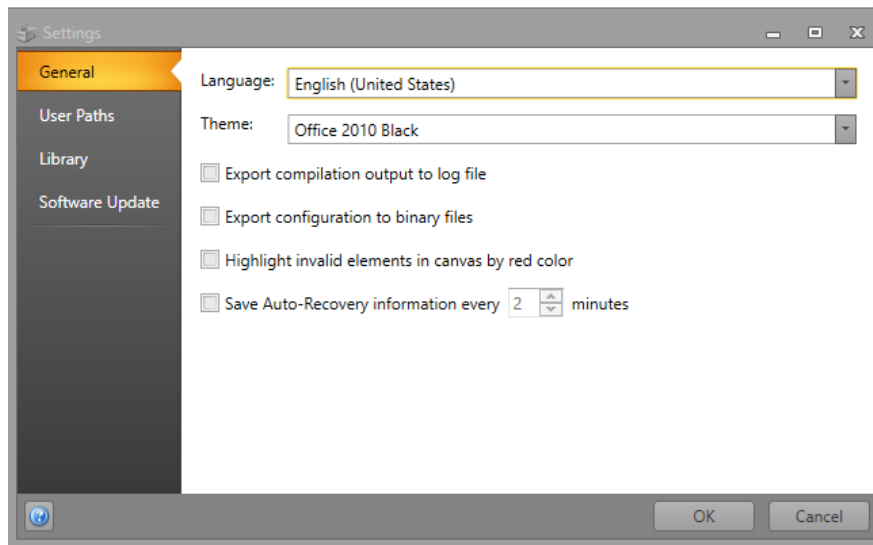 Settings
General
User Paths
Library
Software Update
Language: English (United States)
Theme: Office 2010 Black
Export compilation output to log file
Export configuration to binary files
Highlight invalid elements in canvas by red color
Save Auto-Recovery information every 2 minutes
OK Cancel